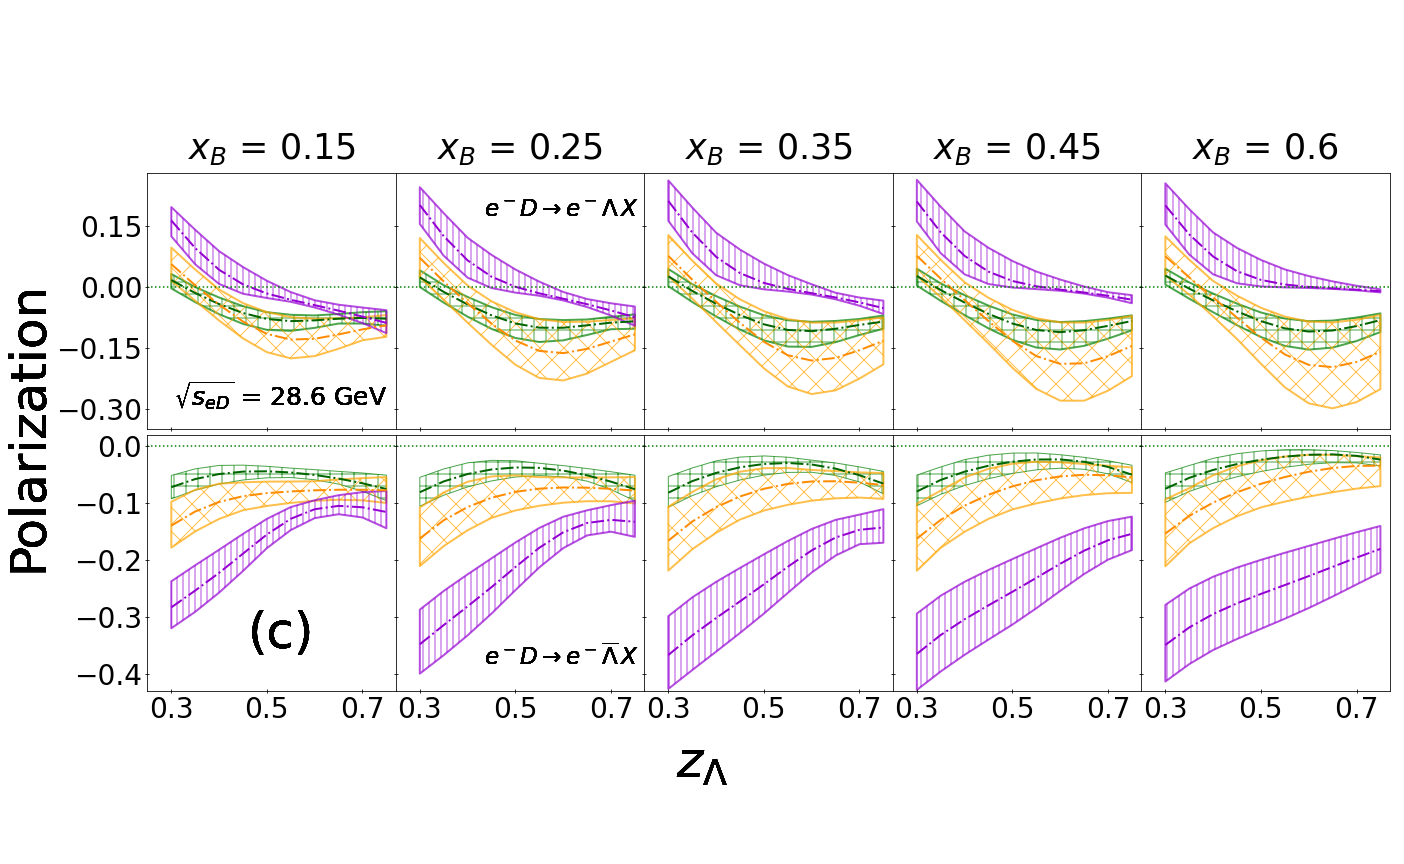 x_B = 0.15 x_B = 0.25 x_B = 0.35 x_B = 0.45 x_B = 0.6
Polarization
0.15
0.00
−0.15
−0.30
e⁻D→e⁻ΛX
√s_{eD} = 28.6 GeV
0.0
−0.1
−0.2
−0.3
−0.4
(c)
e⁻D→e⁻Λ̅X
0.3 0.5 0.7 0.3 0.5 0.7 0.3 0.5 0.7 0.3 0.5 0.7 0.3 0.5 0.7
z_Λ